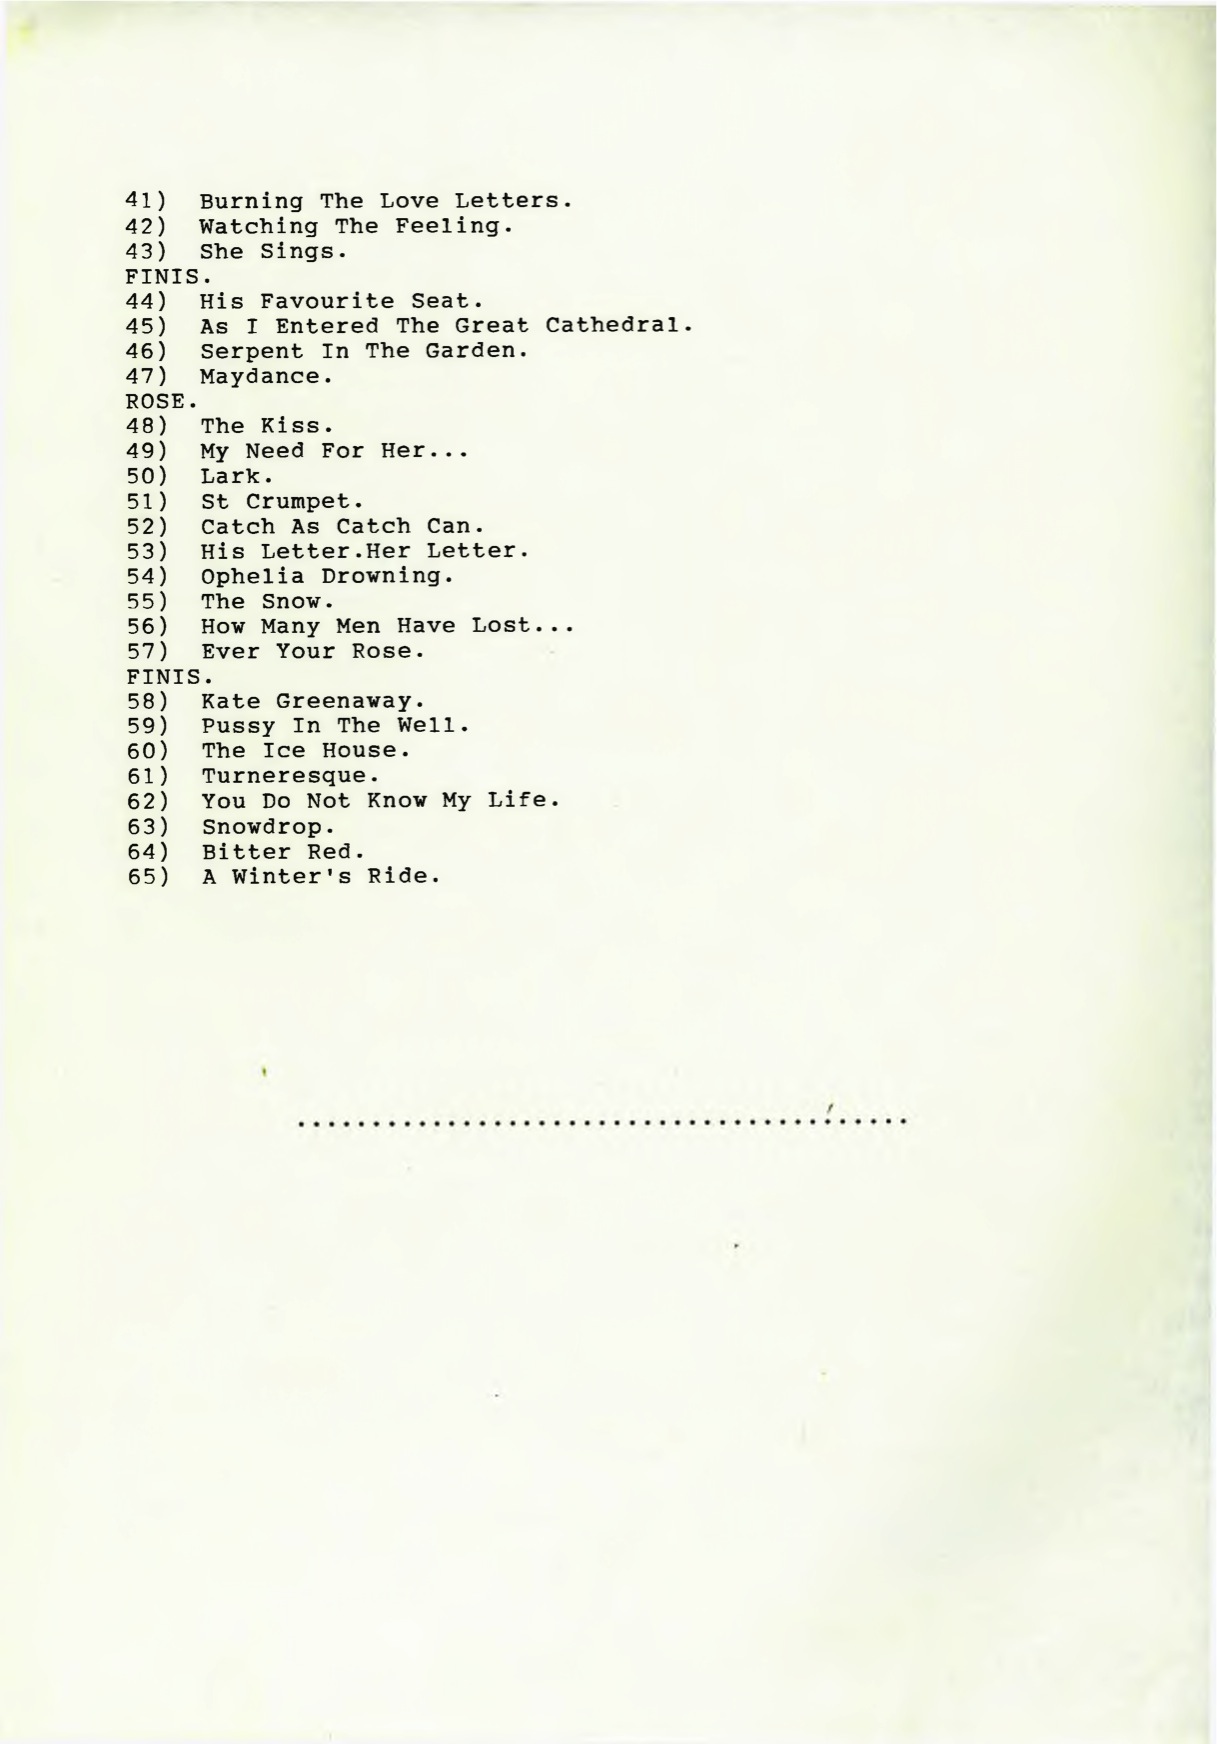 41) Burning The Love Letters.
42) Watching The Feeling.
43) She Sings.
FINIS.
44) His Favourite Seat.
45) As I Entered The Great Cathedral.
46) Serpent In The Garden.
47) Maydance.
ROSE.
48) The Kiss.
49) My Need For Her...
50) Lark.
51) St Crumpet.
52) Catch As Catch Can.
53) His Letter.Her Letter.
54) Ophelia Drowning.
55) The Snow.
56) How Many Men Have Lost...
57) Ever Your Rose.
FINIS.
58) Kate Greenaway.
59) Pussy In The Well.
60) The Ice House.
61) Turneresque.
62) You Do Not Know My Life.
63) Snowdrop.
64) Bitter Red.
65) A Winter's Ride.
.........................................